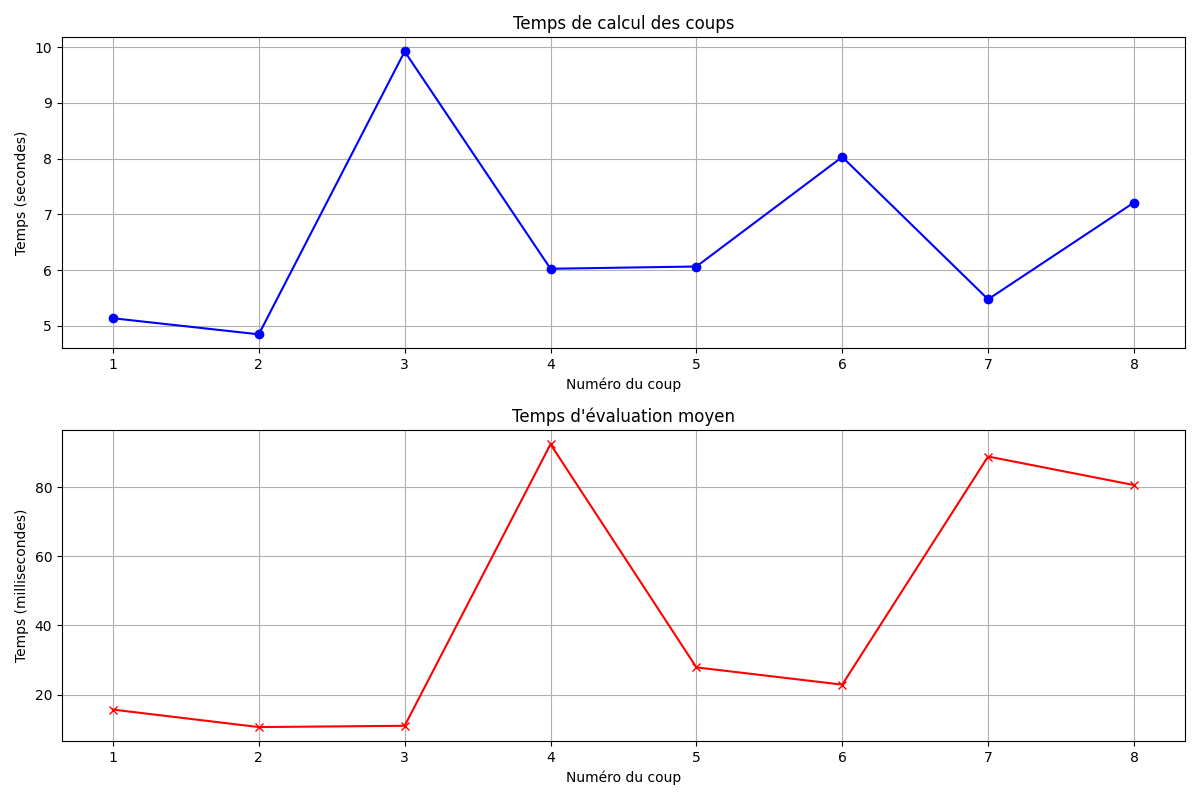 Temps de calcul des coups
10
9
8
7
6
5
Temps (secondes)
1 2 3 4 5 6 7 8
Numéro du coup
Temps d'évaluation moyen
80
60
40
20
Temps (millisecondes)
1 2 3 4 5 6 7 8
Numéro du coup